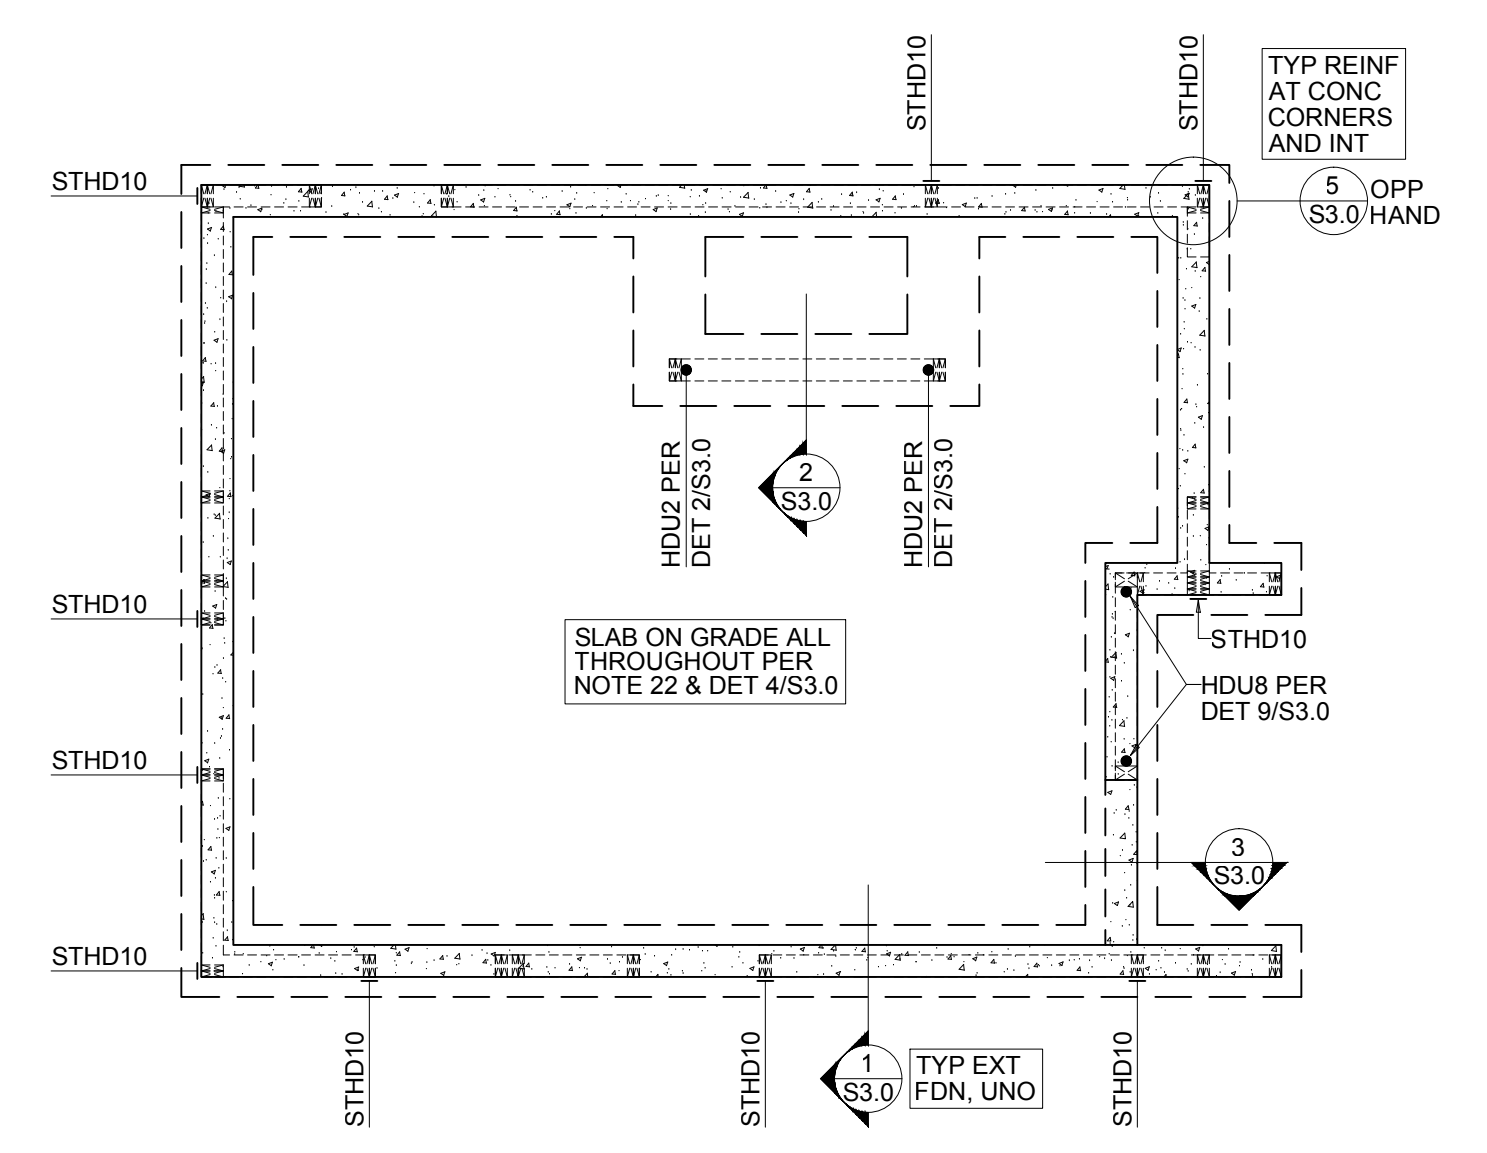 STHD10
STHD10
TYP REINF
AT CONC
CORNERS
AND INT
5
S3.0
OPP
HAND
STHD10
HDU2 PER
DET 2/S3.0
2
S3.0
HDU2 PER
DET 2/S3.0
STHD10
SLAB ON GRADE ALL
THROUGHOUT PER
NOTE 22 & DET 4/S3.0
STHD10
HDU8 PER
DET 9/S3.0
STHD10
3
S3.0
STHD10
STHD10
STHD10
1
S3.0
TYP EXT
FDN, UNO
STHD10